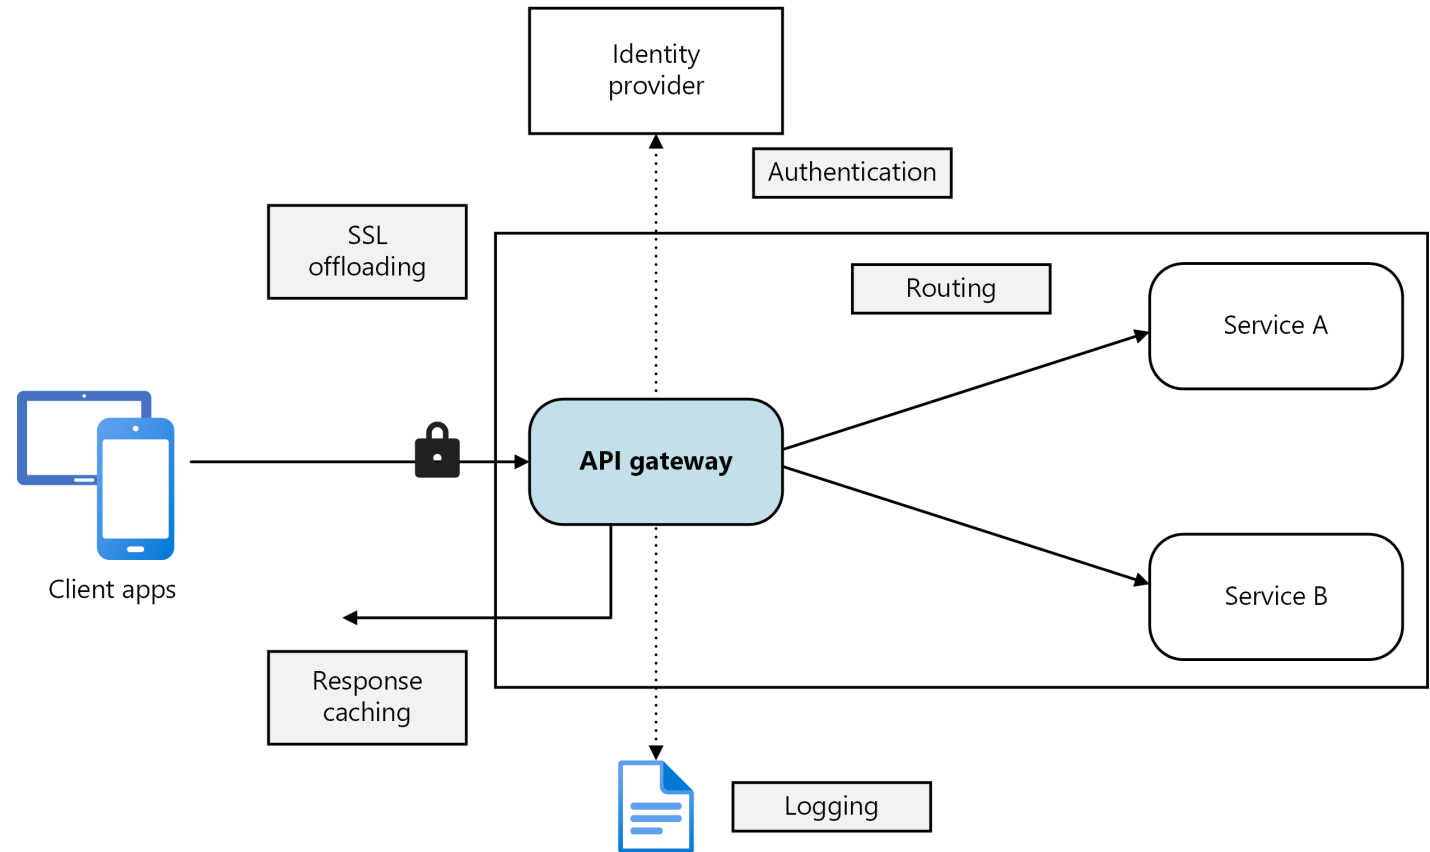 Identity
provider
Authentication
SSL
offloading
Routing
Service A
API gateway
Client apps
Service B
Response
caching
Logging